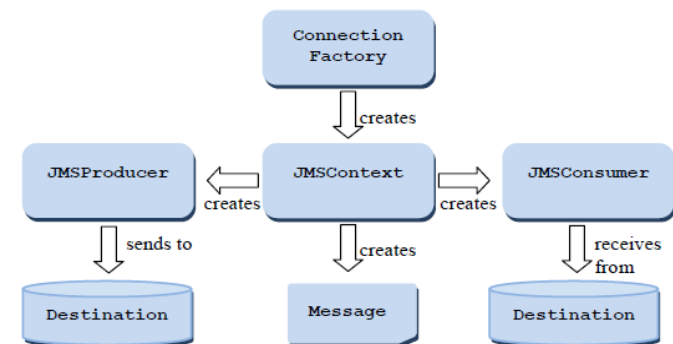 Connection
Factory
creates
JMSProducer
JMSContext
JMSConsumer
creates
creates
sends to
creates
receives
from
Destination
Message
Destination